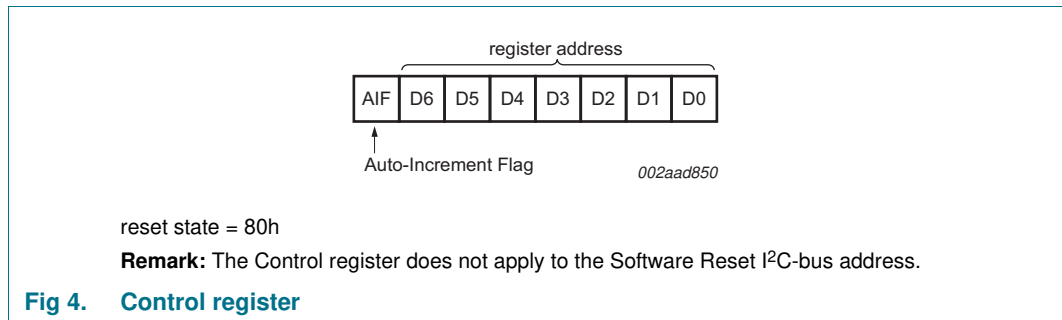 register address
AIF D6 D5 D4 D3 D2 D1 D0
Auto-Increment Flag
002aad850
reset state = 80h
Remark: The Control register does not apply to the Software Reset I²C-bus address.
Fig 4. Control register